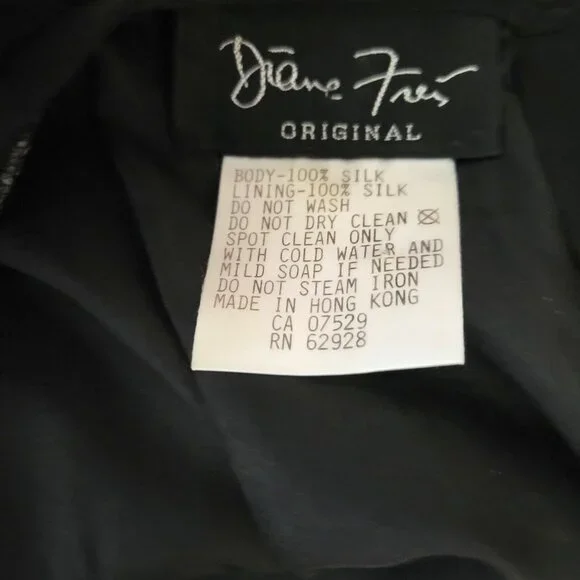 Diane Freis
ORIGINAL
BODY-100% SILK
LINING-100% SILK
DO NOT WASH
DO NOT DRY CLEAN
SPOT CLEAN ONLY
WITH COLD WATER AND
MILD SOAP IF NEEDED
DO NOT STEAM IRON
MADE IN HONG KONG
CA 07529
RN 62928